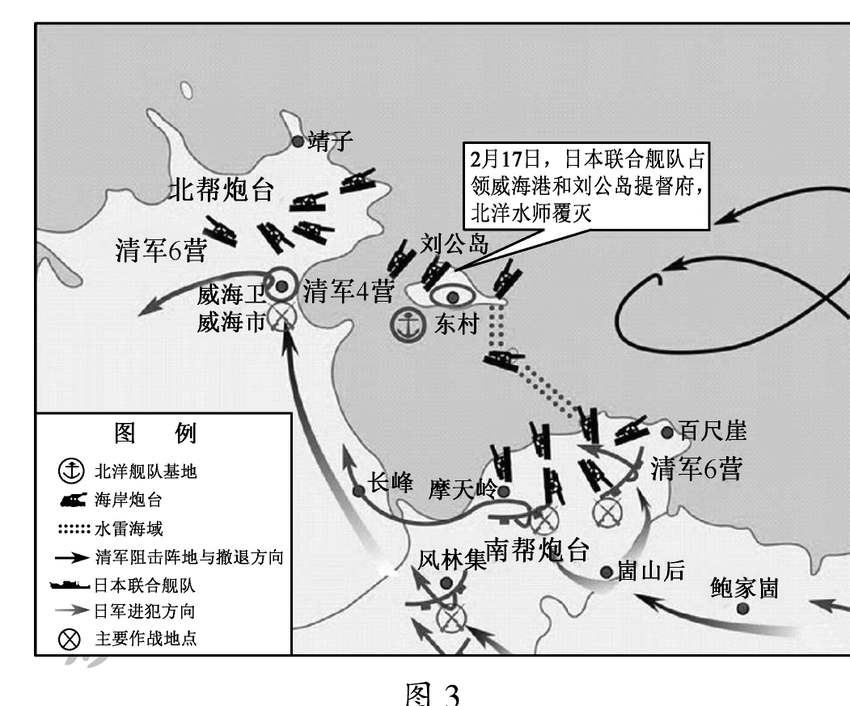 靖子
2月17日，日本联合舰队占
领威海港和刘公岛提督府，
北洋水师覆灭
北帮炮台
清军6营
刘公岛
威海卫
清军4营
威海市
东村
百尺崖
清军6营
长峰
摩天岭
南帮炮台
风林集
崮山后
鲍家崮
图 例
北洋舰队基地
海岸炮台
水雷海域
清军阻击阵地与撤退方向
日本联合舰队
日军进犯方向
主要作战地点
图 3